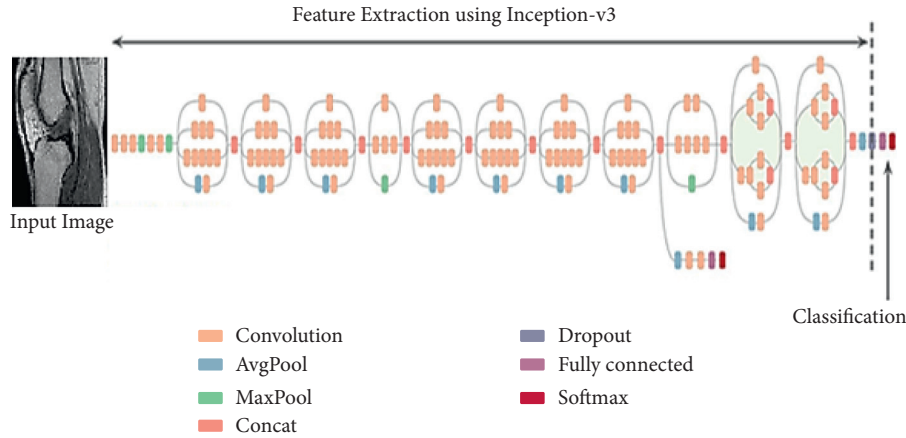 Feature Extraction using Inception-v3
Input Image
Classification
Convolution
AvgPool
MaxPool
Concat
Dropout
Fully connected
Softmax